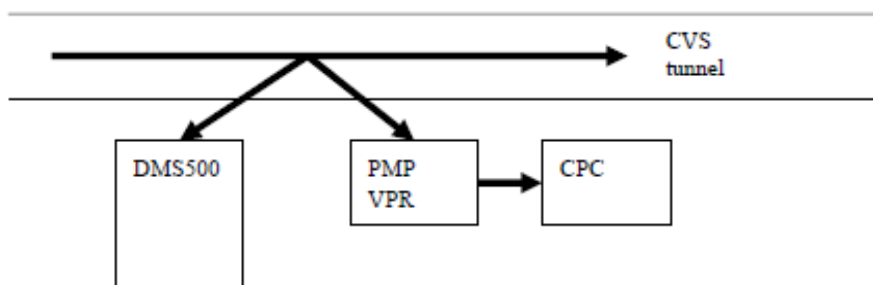 CVS
tunnel
DMS500
PMP
VPR
CPC